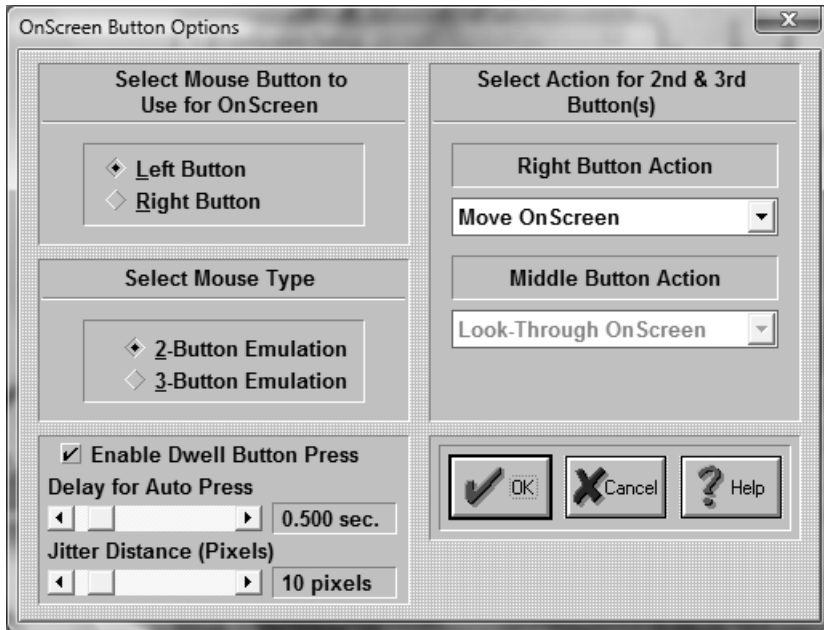 OnScreen Button Options
X
Select Mouse Button to
Use for OnScreen
Left Button
Right Button
Select Mouse Type
2-Button Emulation
3-Button Emulation
Enable Dwell Button Press
Delay for Auto Press
0.500 sec.
Jitter Distance (Pixels)
10 pixels
Select Action for 2nd & 3rd
Button(s)
Right Button Action
Move OnScreen
Middle Button Action
Look-Through OnScreen
OK
Cancel
Help